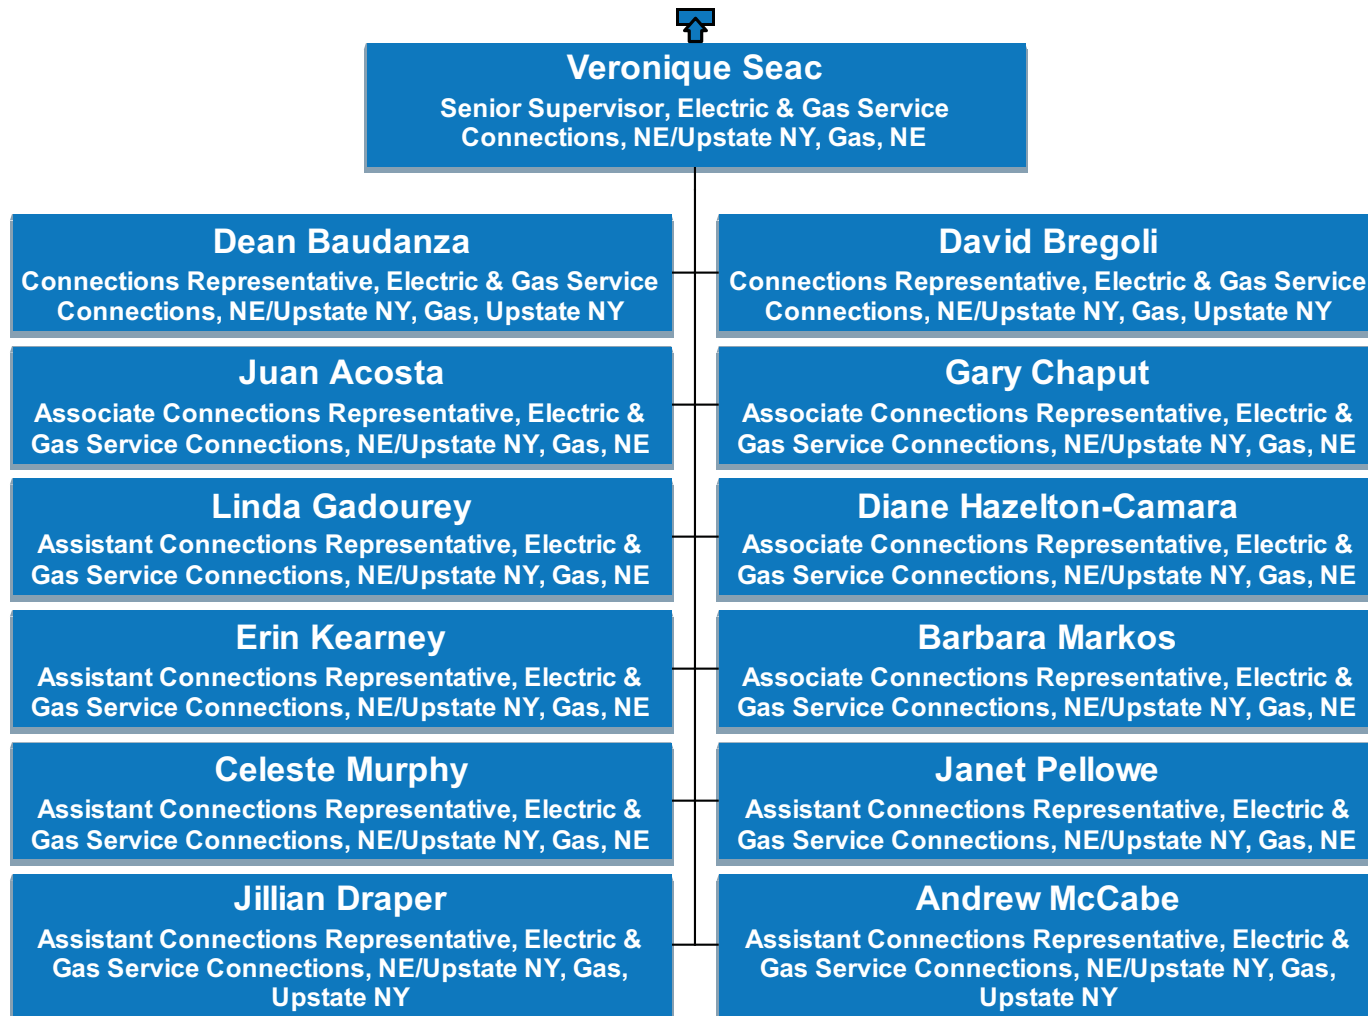 Veronique Seac
Senior Supervisor, Electric & Gas Service
Connections, NE/Upstate NY, Gas, NE
Dean Baudanza
Connections Representative, Electric & Gas Service
Connections, NE/Upstate NY, Gas, Upstate NY
David Bregoli
Connections Representative, Electric & Gas Service
Connections, NE/Upstate NY, Gas, Upstate NY
Juan Acosta
Associate Connections Representative, Electric &
Gas Service Connections, NE/Upstate NY, Gas, NE
Gary Chaput
Associate Connections Representative, Electric &
Gas Service Connections, NE/Upstate NY, Gas, NE
Linda Gadourey
Assistant Connections Representative, Electric &
Gas Service Connections, NE/Upstate NY, Gas, NE
Diane Hazelton-Camara
Associate Connections Representative, Electric &
Gas Service Connections, NE/Upstate NY, Gas, NE
Erin Kearney
Assistant Connections Representative, Electric &
Gas Service Connections, NE/Upstate NY, Gas, NE
Barbara Markos
Associate Connections Representative, Electric &
Gas Service Connections, NE/Upstate NY, Gas, NE
Celeste Murphy
Assistant Connections Representative, Electric &
Gas Service Connections, NE/Upstate NY, Gas, NE
Janet Pellowe
Assistant Connections Representative, Electric &
Gas Service Connections, NE/Upstate NY, Gas, NE
Jillian Draper
Assistant Connections Representative, Electric &
Gas Service Connections, NE/Upstate NY, Gas,
Upstate NY
Andrew McCabe
Assistant Connections Representative, Electric &
Gas Service Connections, NE/Upstate NY, Gas,
Upstate NY